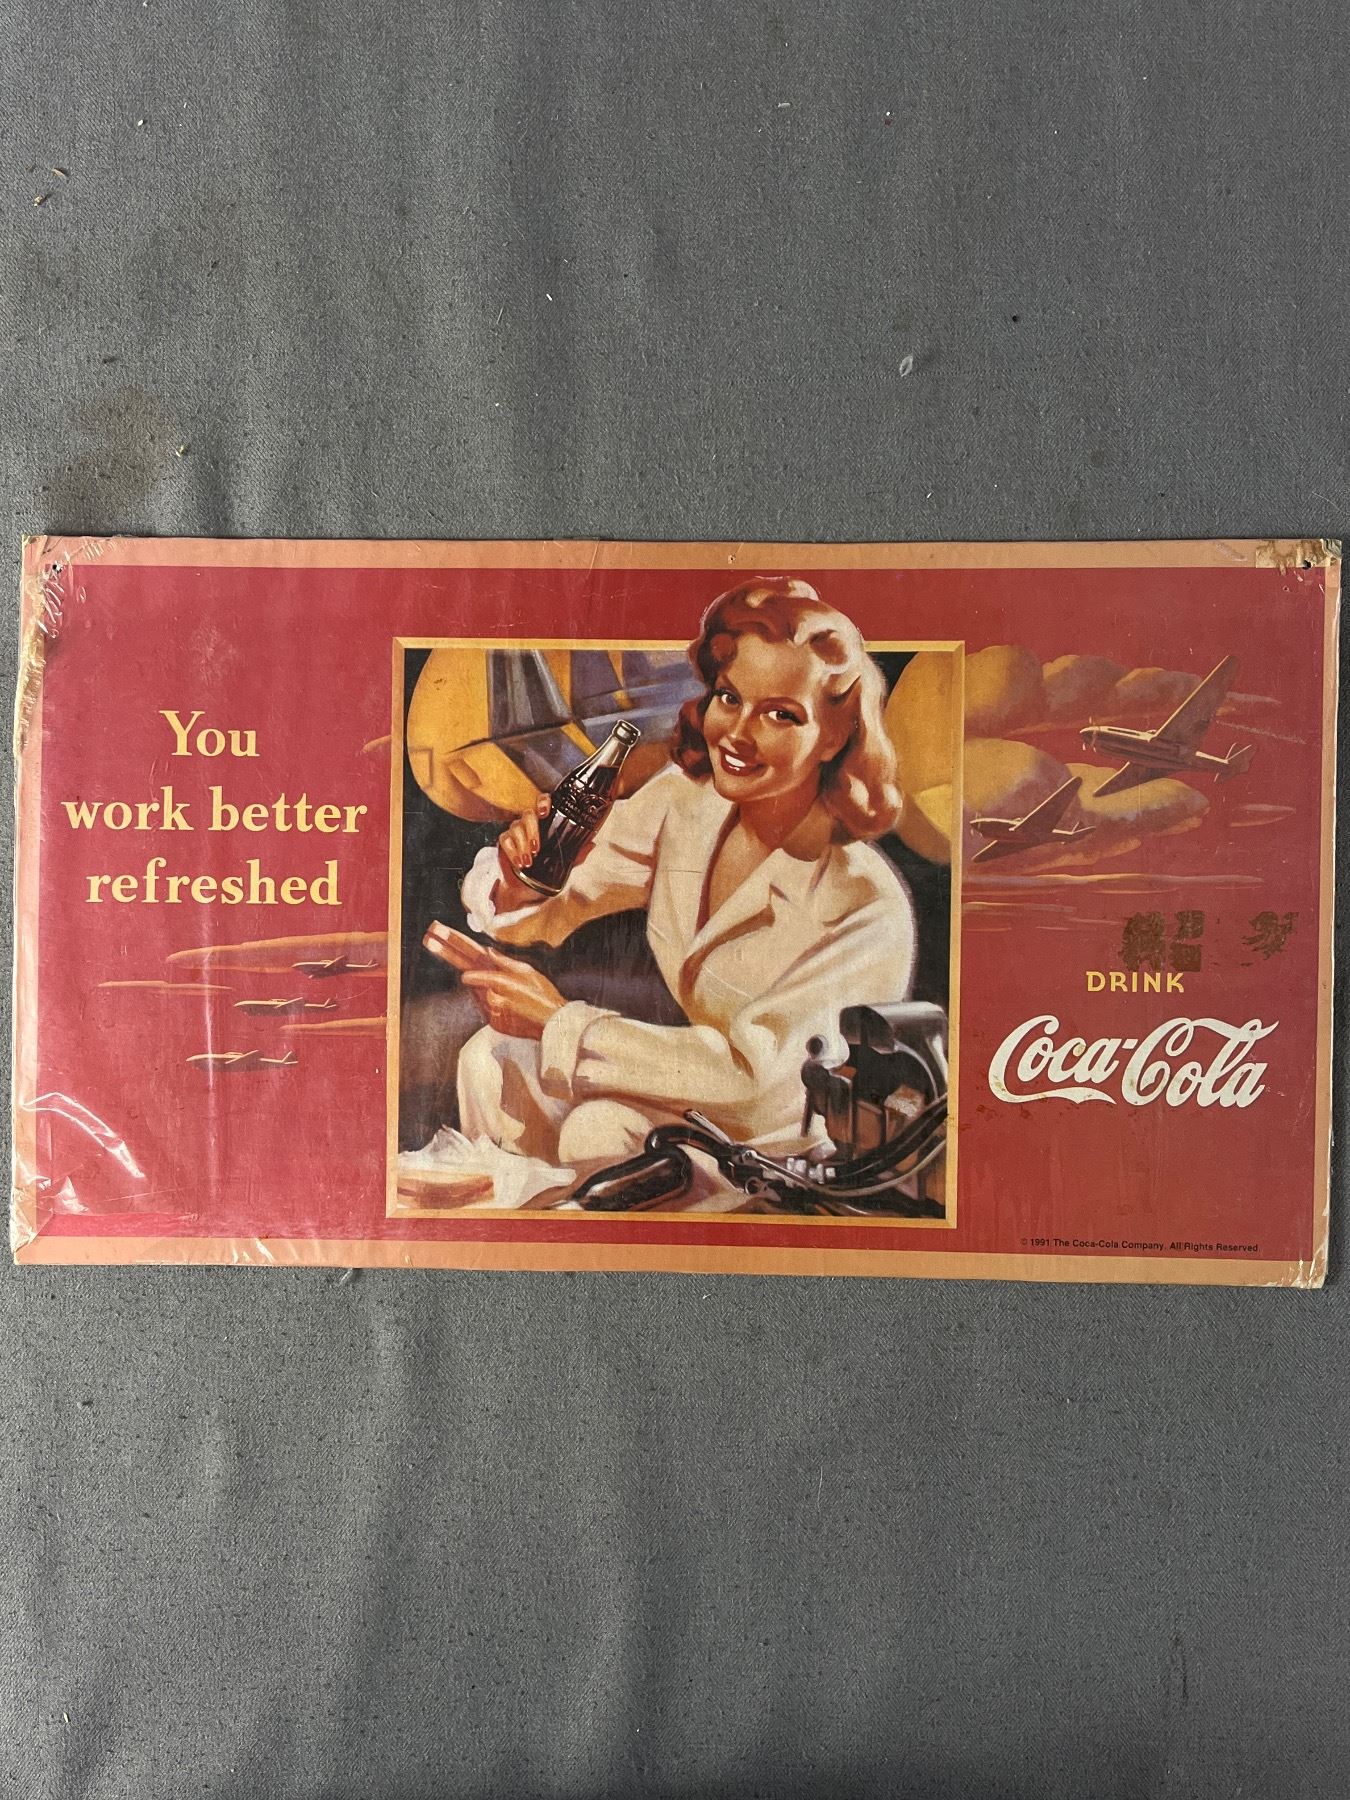 You
work better
refreshed
DRINK
Coca-Cola
© 1991 The Coca-Cola Company. All Rights Reserved.